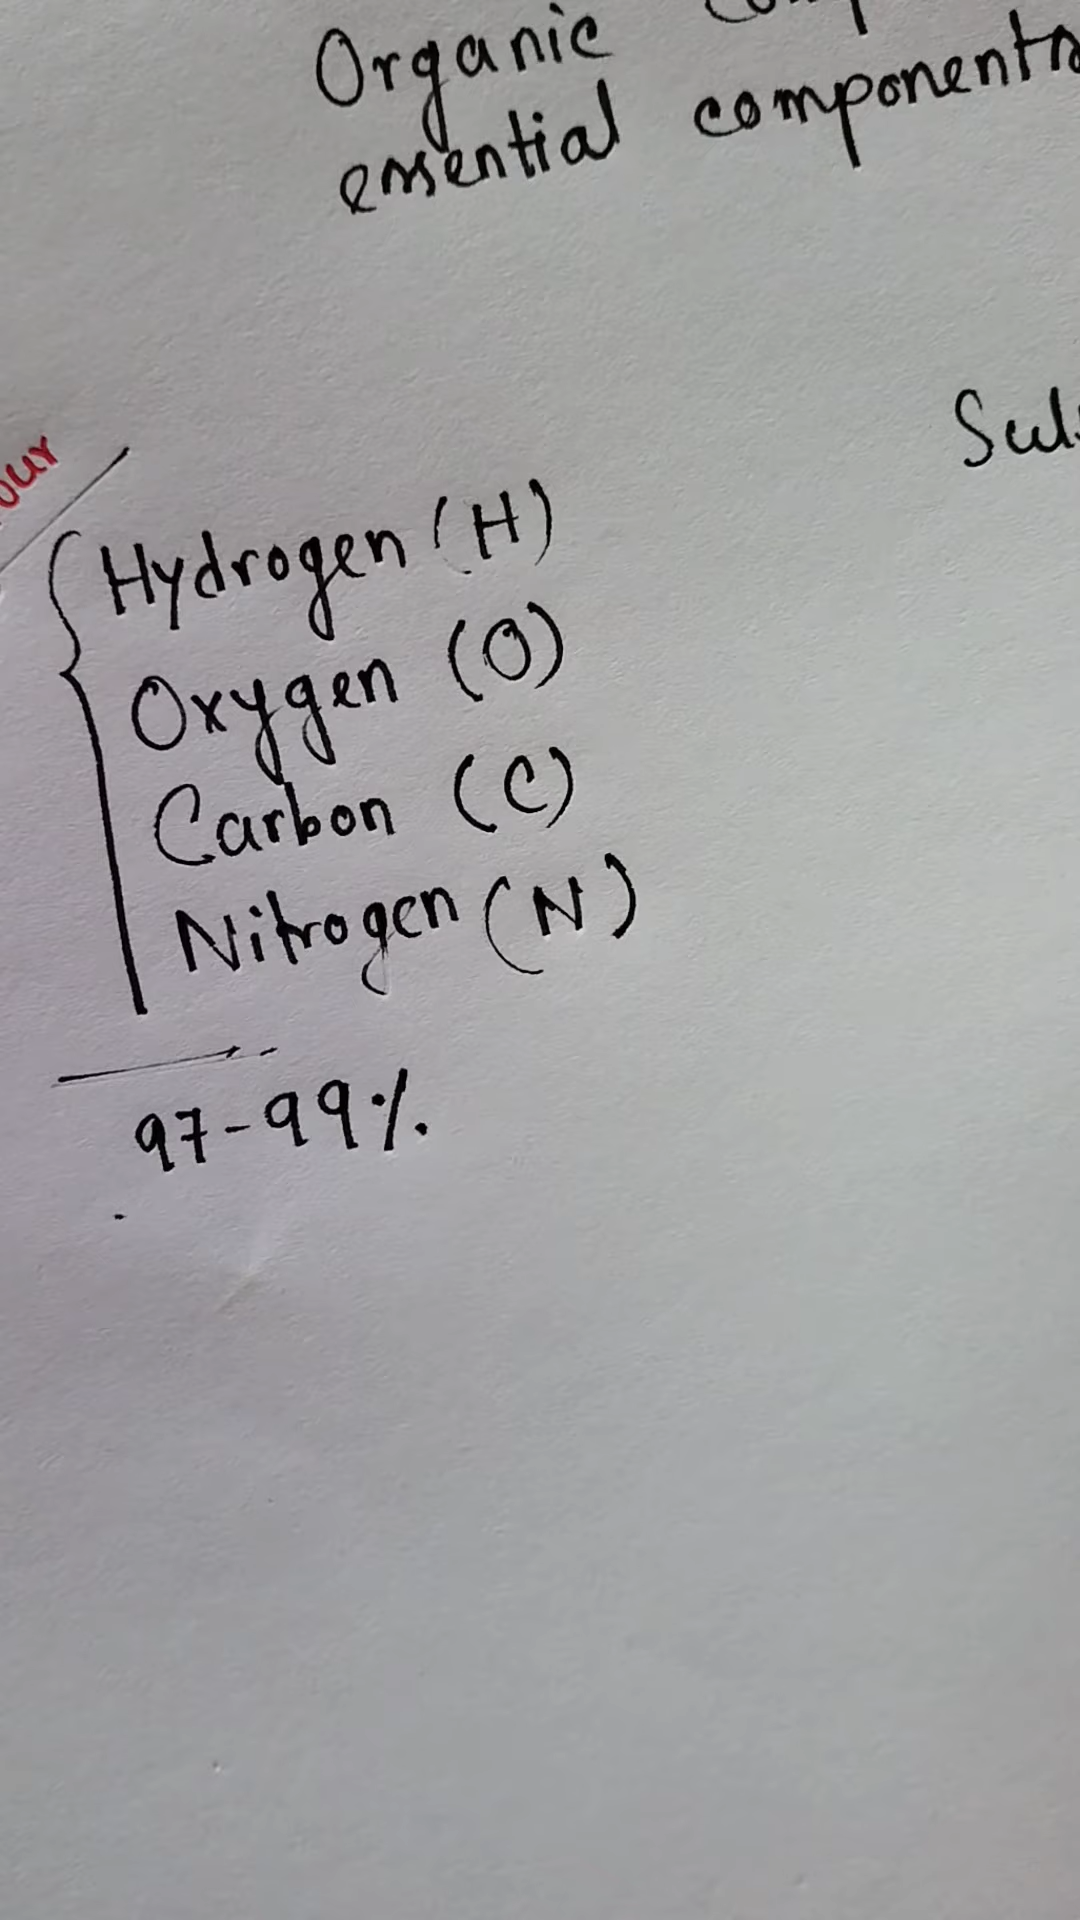 Organic
essential components
Hydrogen (H)
Oxygen (O)
Carbon (C)
Nitrogen (N)
97-99%